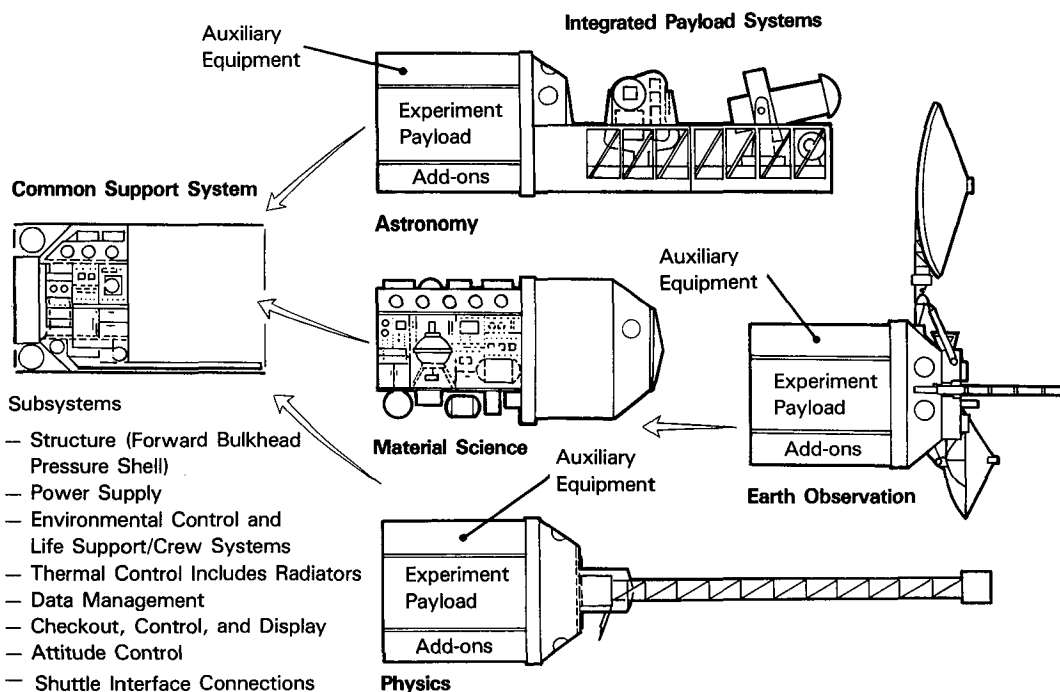 Integrated Payload Systems
Auxiliary
Equipment
Experiment
Payload
Add-ons
Astronomy
Common Support System
Subsystems
— Structure (Forward Bulkhead
Pressure Shell)
— Power Supply
— Environmental Control and
Life Support/Crew Systems
— Thermal Control Includes Radiators
— Data Management
— Checkout, Control, and Display
— Attitude Control
— Shuttle Interface Connections
Material Science
Auxiliary
Equipment
Experiment
Payload
Add-ons
Earth Observation
Auxiliary
Equipment
Experiment
Payload
Add-ons
Physics